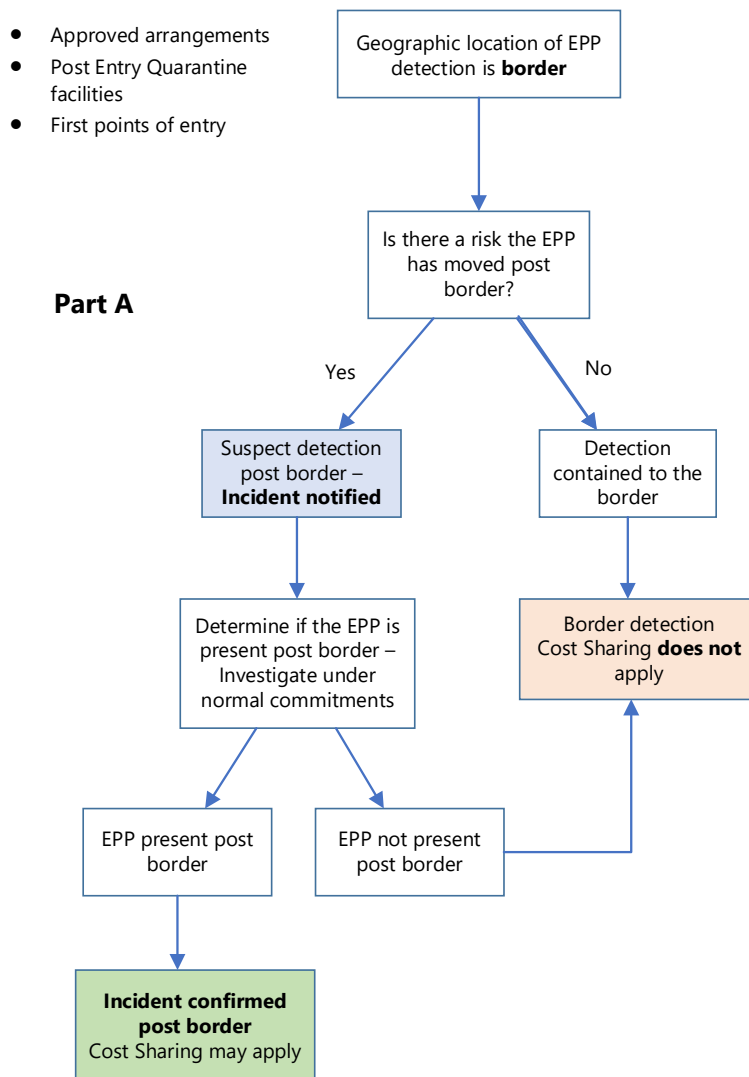 ● Approved arrangements
● Post Entry Quarantine
facilities
● First points of entry
Geographic location of EPP
detection is border
Is there a risk the EPP
has moved post
border?
Part A
Yes
No
Suspect detection
post border –
Incident notified
Detection
contained to the
border
Determine if the EPP is
present post border –
Investigate under
normal commitments
Border detection
Cost Sharing does not
apply
EPP present post
border
EPP not present
post border
Incident confirmed
post border
Cost Sharing may apply